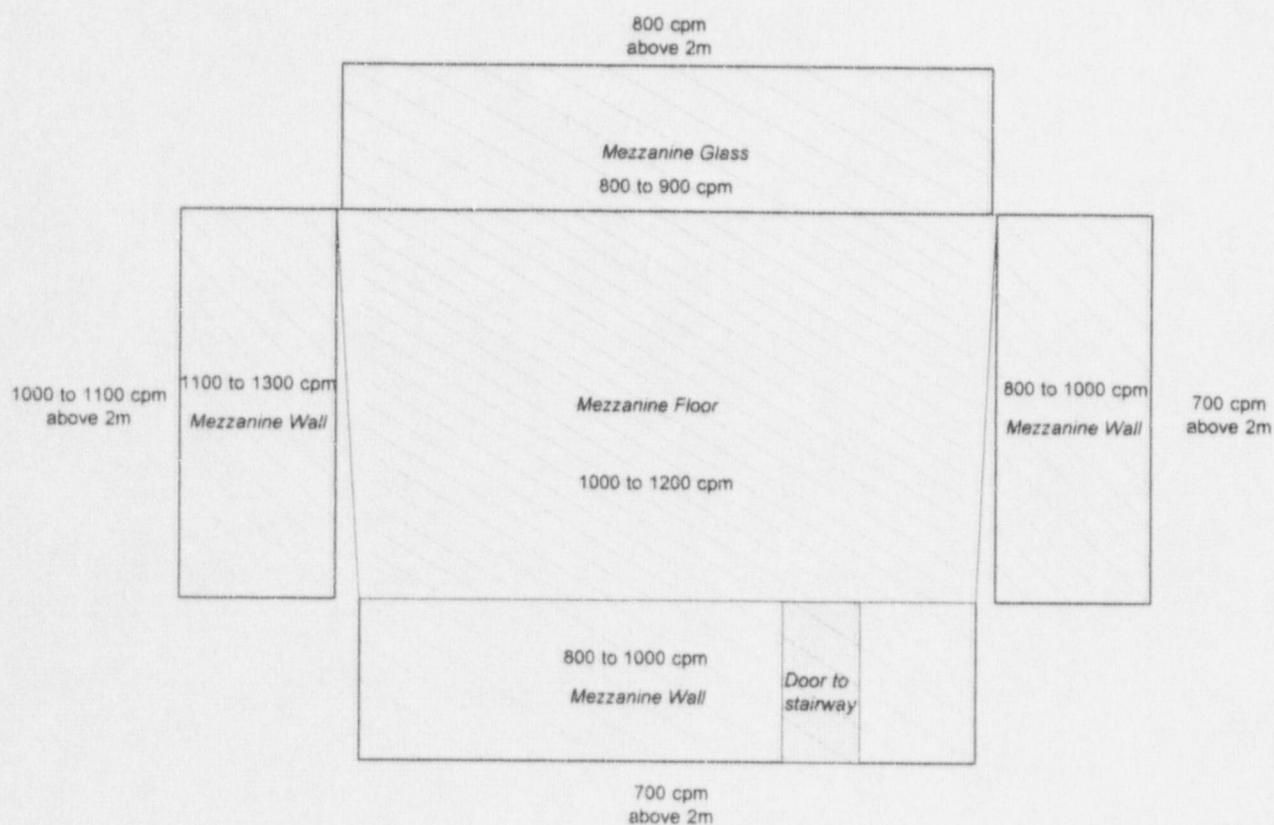 800 cpm
above 2m
Mezzanine Glass
800 to 900 cpm
1000 to 1100 cpm
above 2m
1100 to 1300 cpm
Mezzanine Wall
Mezzanine Floor
1000 to 1200 cpm
800 to 1000 cpm
Mezzanine Wall
700 cpm
above 2m
800 to 1000 cpm
Mezzanine Wall
Door to
stairway
700 cpm
above 2m